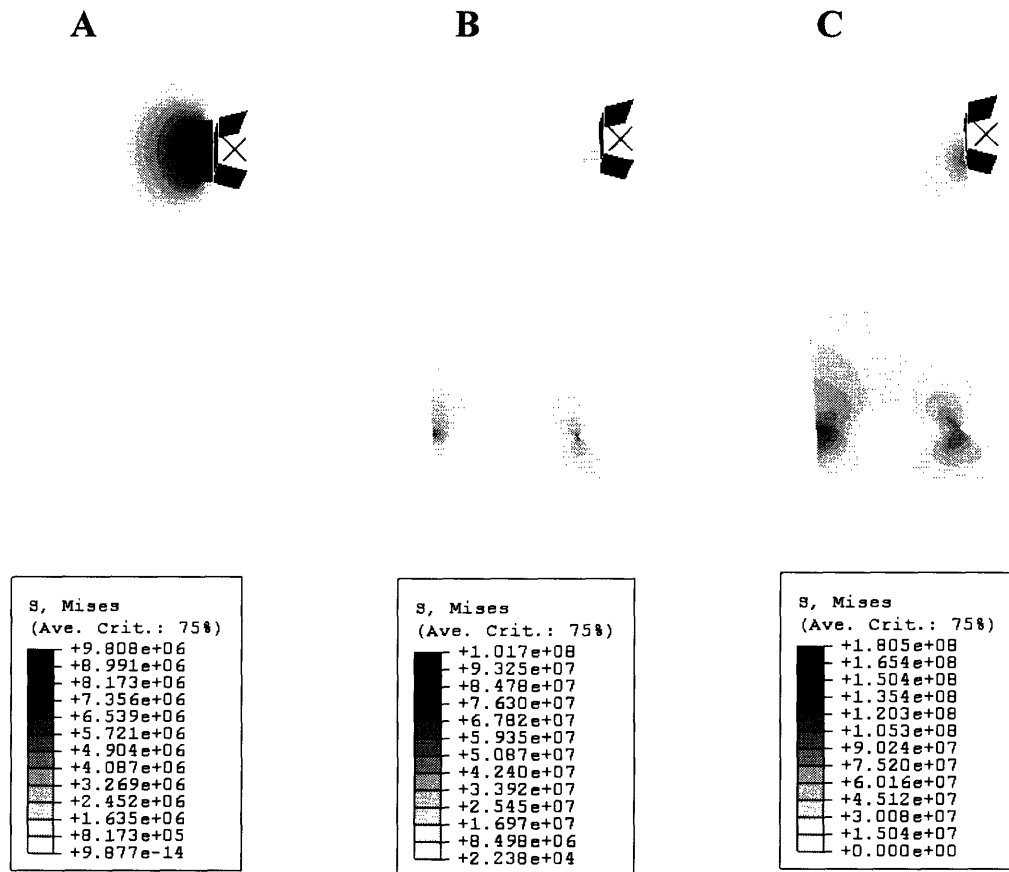 A B C
S, Mises
(Ave. Crit.: 75%)
+9.808e+06
+8.991e+06
+8.173e+06
+7.356e+06
+6.539e+06
+5.721e+06
+4.904e+06
+4.087e+06
+3.269e+06
+2.452e+06
+1.635e+06
+8.173e+05
+9.877e-14
S, Mises
(Ave. Crit.: 75%)
+1.017e+08
+9.325e+07
+8.478e+07
+7.630e+07
+6.782e+07
+5.935e+07
+5.087e+07
+4.240e+07
+3.392e+07
+2.545e+07
+1.697e+07
+8.498e+06
+2.238e+04
S, Mises
(Ave. Crit.: 75%)
+1.805e+08
+1.654e+08
+1.504e+08
+1.354e+08
+1.203e+08
+1.053e+08
+9.024e+07
+7.520e+07
+6.016e+07
+4.512e+07
+3.008e+07
+1.504e+07
+0.000e+00